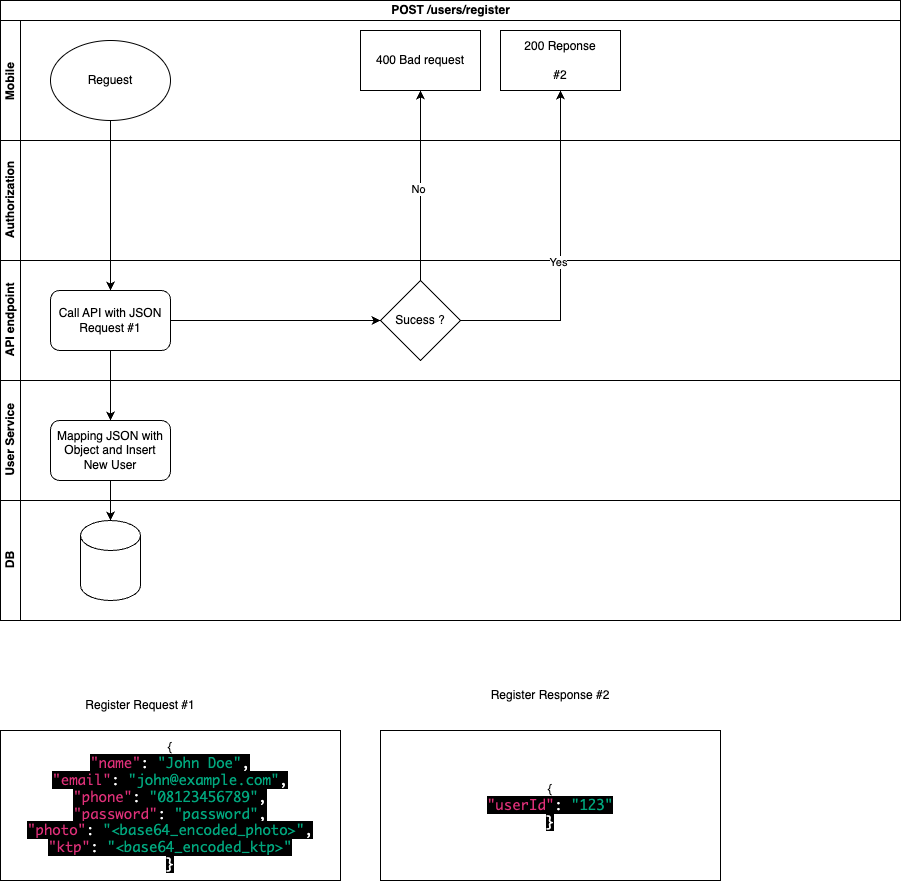 POST /users/register
Mobile
Reguest
400 Bad request
200 Reponse
#2
Authorization
No
Yes
API endpoint
Call API with JSON
Request #1
Sucess ?
User Service
Mapping JSON with
Object and Insert
New User
DB
Register Request #1
{
"name": "John Doe",
"email": "john@example.com",
"phone": "08123456789",
"password": "password",
"photo": "<base64_encoded_photo>",
"ktp": "<base64_encoded_ktp>"
}
Register Response #2
{
"userId": "123"
}